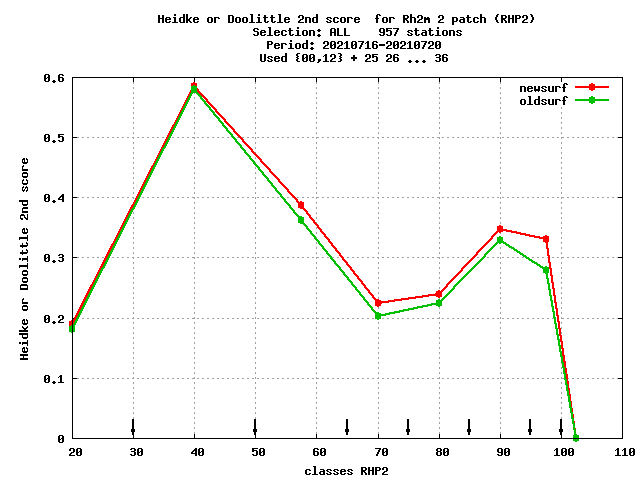 Heidke or Doolittle 2nd score  for Rh2m 2 patch (RHP2)
Selection: ALL    957 stations
Period: 20210716-20210720
Used {00,12} + 25 26 ... 36
newsurf
oldsurf
0.6
0.5
0.4
0.3
0.2
0.1
0
Heidke or Doolittle 2nd score
20 30 40 50 60 70 80 90 100 110
classes RHP2